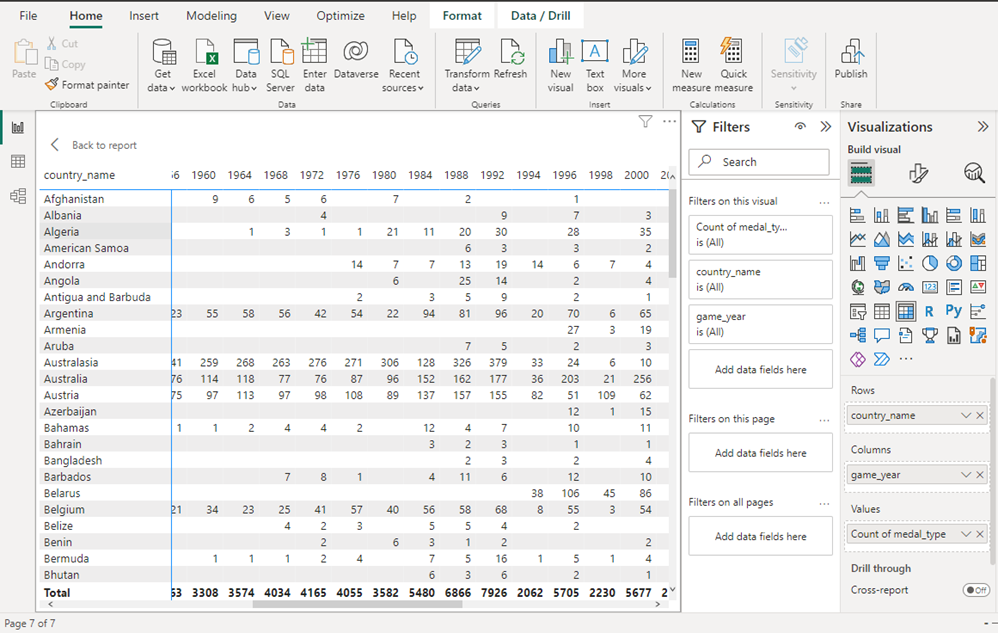 File Home Insert Modeling View Optimize Help Format Data / Drill
Paste
Cut
Copy
Format painter
Clipboard
Get data
Excel workbook
Data hub
SQL Server
Enter data
Dataverse
Recent sources
Data
Transform data
Refresh
Queries
New visual
Text box
More visuals
Insert
New measure
Quick measure
Calculations
Sensitivity
Sensitivity
Publish
Share
Back to report
country_name 1960 1964 1968 1972 1976 1980 1984 1988 1992 1994 1996 1998 2000
Afghanistan 9 6 5 6 7 2 1
Albania 4 9 7 3
Algeria 1 3 1 1 21 11 20 30 28 35
American Samoa 6 3 3 2
Andorra 14 7 7 13 19 14 6 7 4
Angola 6 25 14 2 4
Antigua and Barbuda 2 3 5 9 2 1
Argentina 23 55 58 56 42 54 22 94 81 96 20 70 6 65
Armenia 27 3 19
Aruba 7 5 2 3
Australasia 41 259 268 263 276 271 306 128 326 379 33 24 6 10
Australia 76 114 118 77 76 87 96 152 162 177 36 203 21 256
Austria 75 97 113 97 98 108 89 137 157 155 82 51 109 62
Azerbaijan 12 1 15
Bahamas 1 1 2 4 4 2 12 4 7 10 11
Bahrain 3 2 3 1 1
Bangladesh 2 3 2 4
Barbados 7 8 1 4 11 6 12 10
Belarus 38 106 45 86
Belgium 21 34 23 25 41 57 40 56 58 68 8 55 3 54
Belize 4 2 3 5 5 4 2
Benin 2 6 3 1 2 2
Bermuda 1 1 1 2 4 7 5 16 1 5 1 4
Bhutan 6 3 6 2 1
Total 53 3308 3574 4034 4165 4055 3582 5480 6866 7926 2062 5705 2230 5677 2
Filters
Search
Filters on this visual ...
Count of medal_ty...
is (All)
country_name
is (All)
game_year
is (All)
Add data fields here
Filters on this page ...
Add data fields here
Filters on all pages ...
Add data fields here
Visualizations
Build visual
123
R
Py
...
Rows
country_name
Columns
game_year
Values
Count of medal_type
Drill through
Cross-report
Off
Page 7 of 7